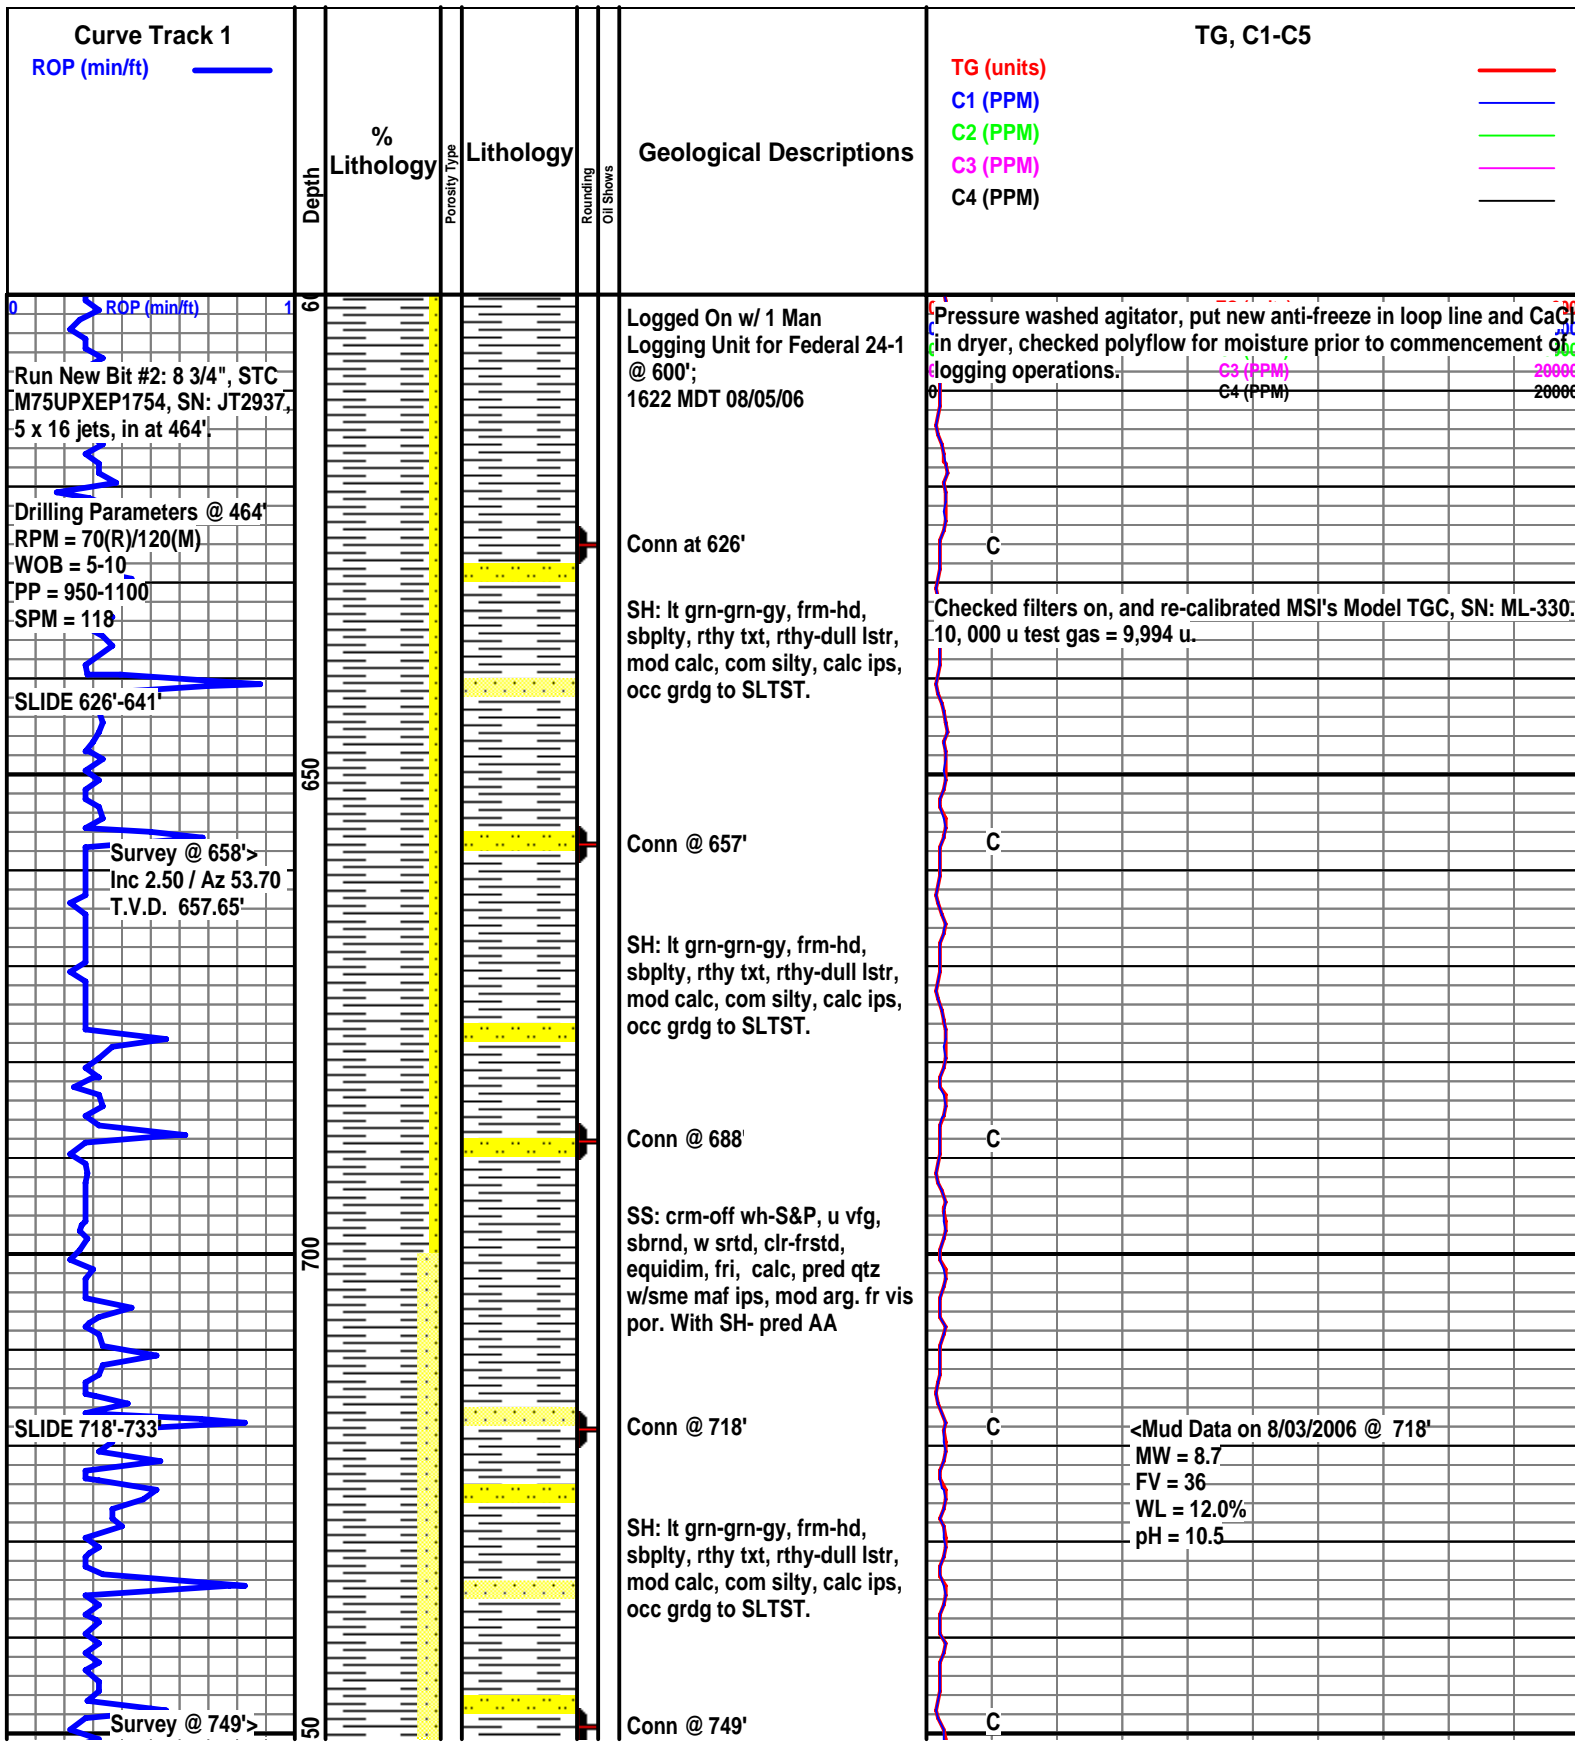 Curve Track 1
ROP (min/ft)
Depth
% Lithology
Porosity Type
Lithology
Rounding
Oil Shows
Geological Descriptions
TG, C1-C5
TG (units)
C1 (PPM)
C2 (PPM)
C3 (PPM)
C4 (PPM)
0 ROP (min/ft) 1
Run New Bit #2: 8 3/4", STC
M75UPXEP1754, SN: JT2937,
5 x 16 jets, in at 464'.
Drilling Parameters @ 464'
RPM = 70(R)/120(M)
WOB = 5-10
PP = 950-1100
SPM = 118
SLIDE 626'-641'
Survey @ 658'>
Inc 2.50 / Az 53.70
T.V.D. 657.65'
SLIDE 718'-733'
Survey @ 749'>
650
700
50
Logged On w/ 1 Man
Logging Unit for Federal 24-1
@ 600';
1622 MDT 08/05/06
Conn at 626'
SH: lt grn-grn-gy, frm-hd,
sbplty, rthy txt, rthy-dull lstr,
mod calc, com silty, calc ips,
occ grdg to SLTST.
Conn @ 657'
SH: lt grn-grn-gy, frm-hd,
sbplty, rthy txt, rthy-dull lstr,
mod calc, com silty, calc ips,
occ grdg to SLTST.
Conn @ 688'
SS: crm-off wh-S&P, u vfg,
sbrnd, w srtd, clr-frstd,
equidim, fri, calc, pred qtz
w/sme maf ips, mod arg. fr vis
por. With SH- pred AA
Conn @ 718'
SH: lt grn-grn-gy, frm-hd,
sbplty, rthy txt, rthy-dull lstr,
mod calc, com silty, calc ips,
occ grdg to SLTST.
Conn @ 749'
Pressure washed agitator, put new anti-freeze in loop line and CaCl
in dryer, checked polyflow for moisture prior to commencement of
logging operations.
C3 (PPM) 20000
0 C4 (PPM) 20000
C
Checked filters on, and re-calibrated MSI's Model TGC, SN: ML-330.
10, 000 u test gas = 9,994 u.
C
C
C
<Mud Data on 8/03/2006 @ 718'
MW = 8.7
FV = 36
WL = 12.0%
pH = 10.5
C